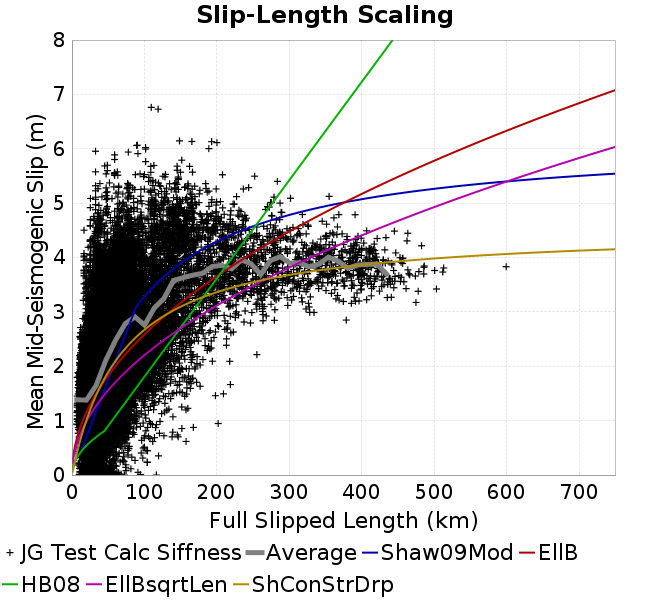 Slip-Length Scaling
Mean Mid-Seismogenic Slip (m)
8
7
6
5
4
3
2
1
0
0 100 200 300 400 500 600 700
Full Slipped Length (km)
JG Test Calc Siffness Average Shaw09Mod EllB
HB08 EllBsqrtLen ShConStrDrp